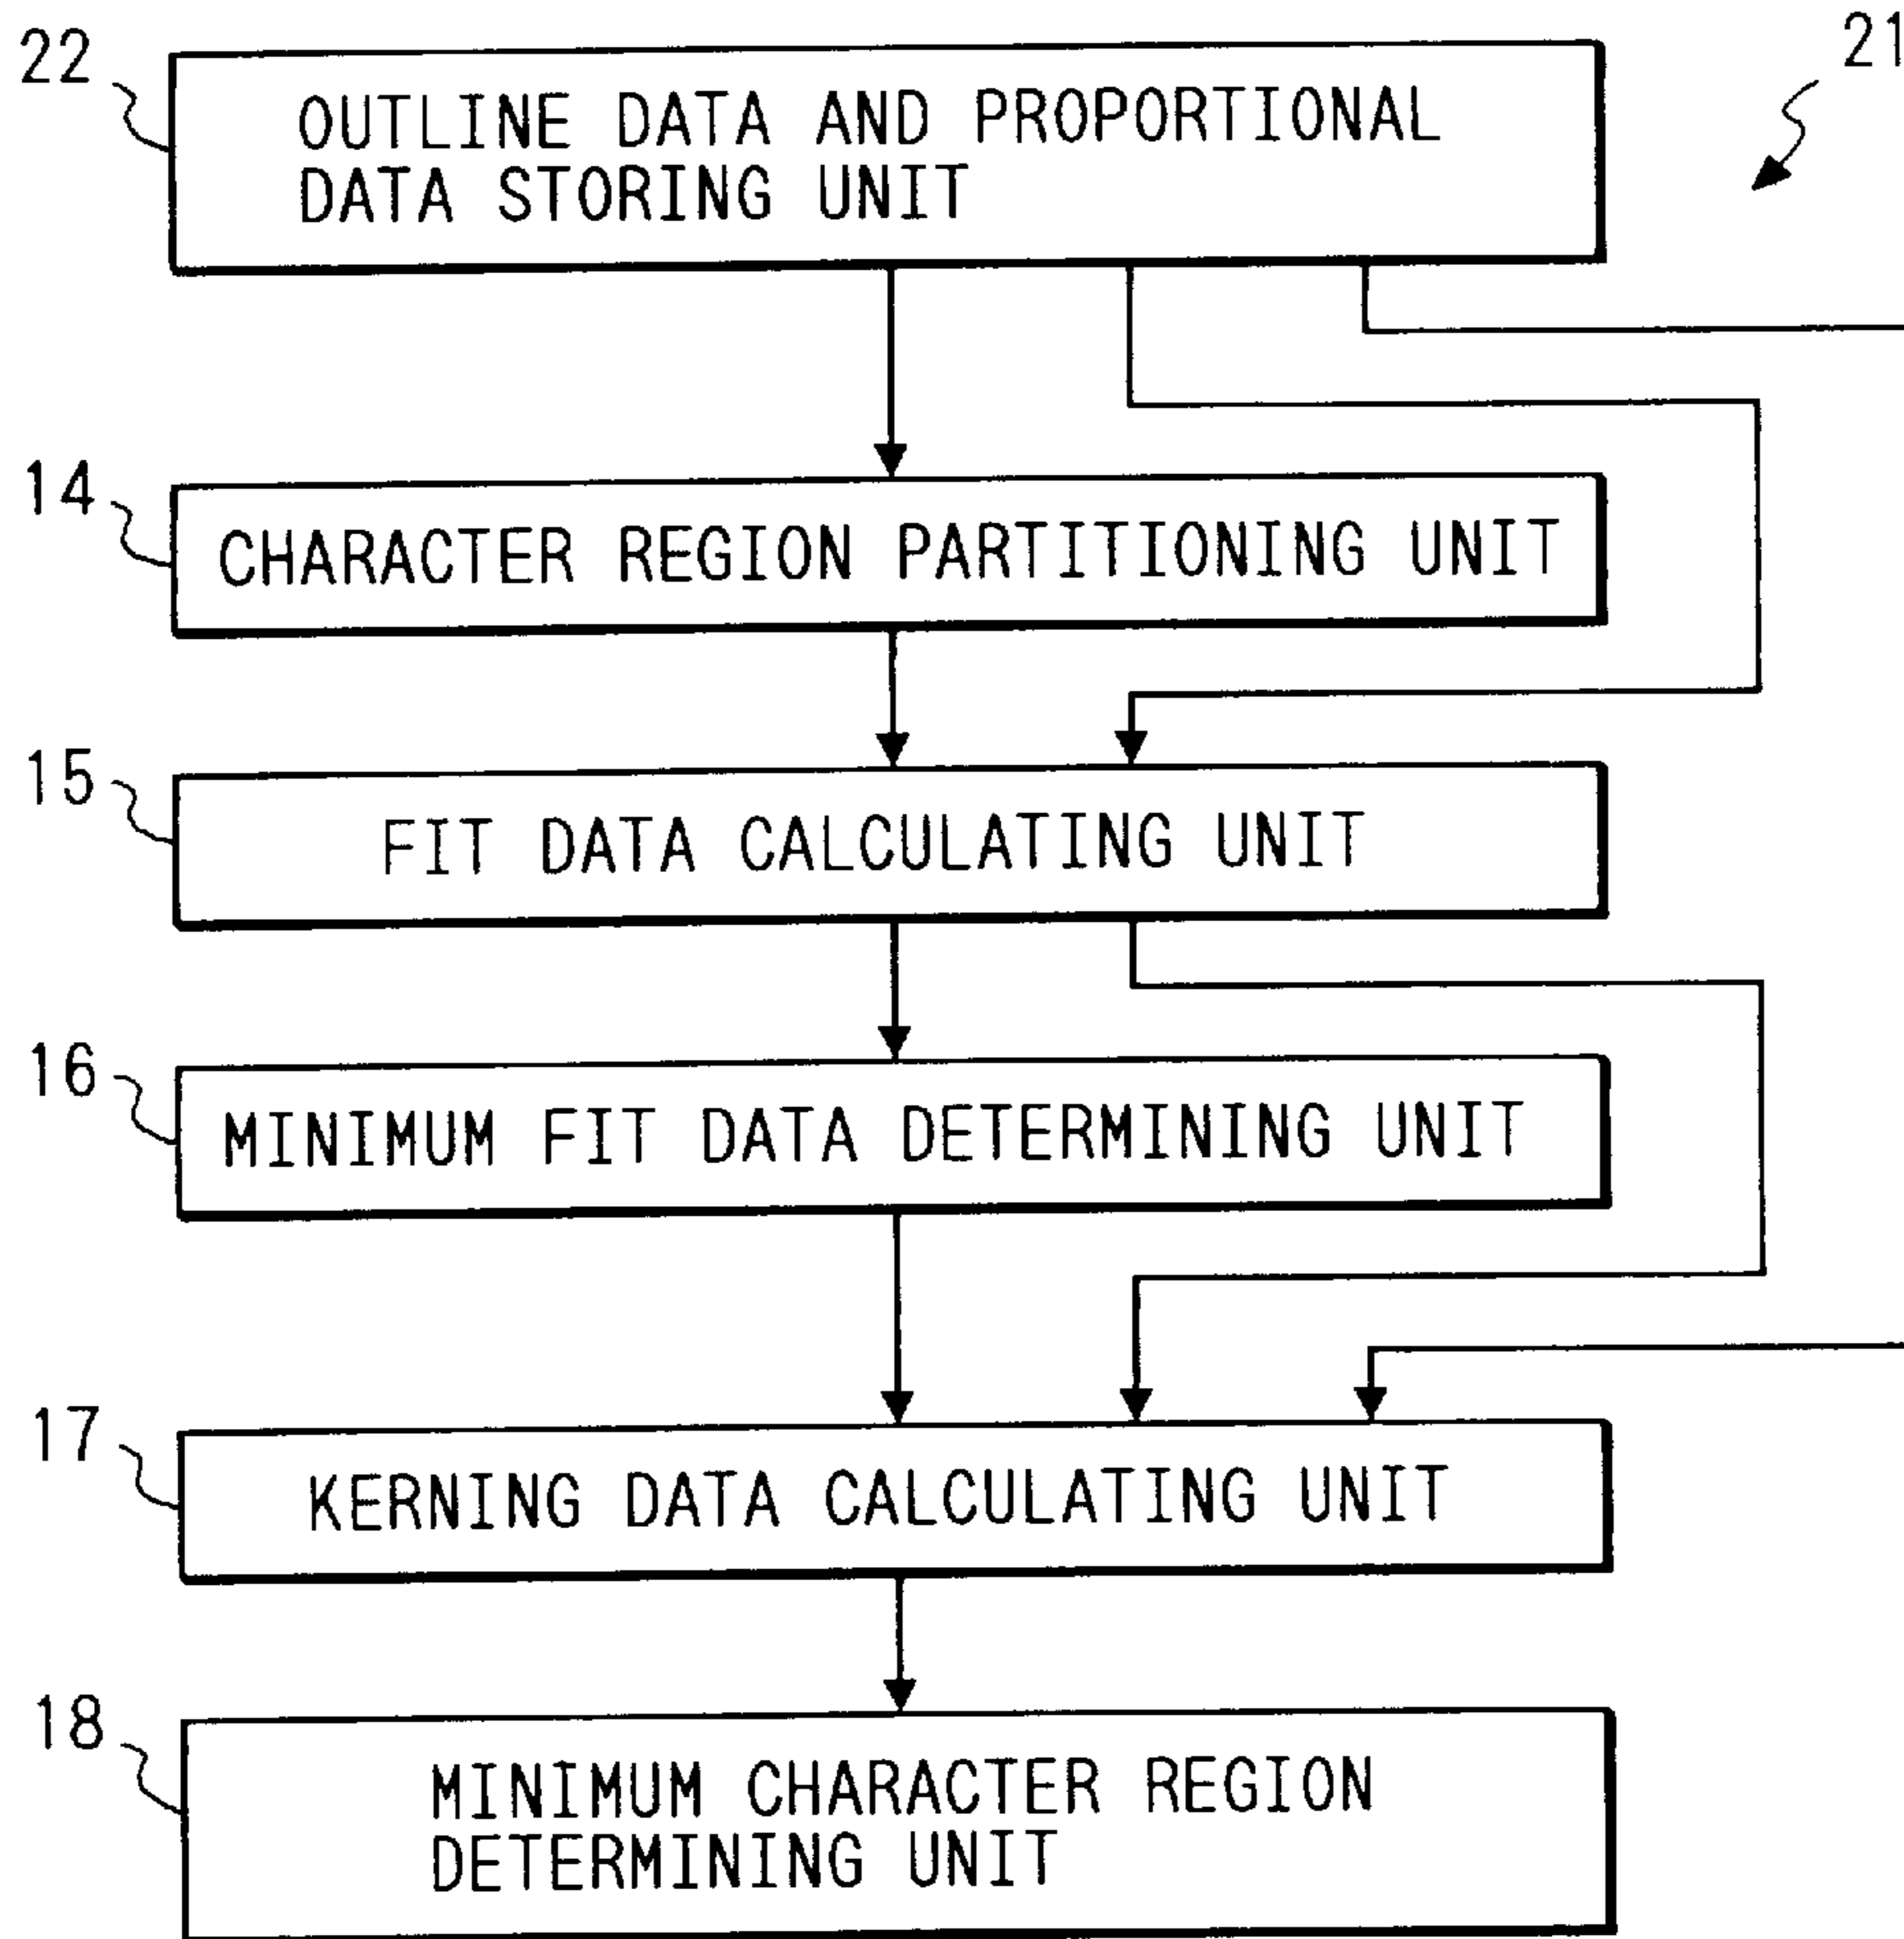 22
21
OUTLINE DATA AND PROPORTIONAL
DATA STORING UNIT
14
CHARACTER REGION PARTITIONING UNIT
15
FIT DATA CALCULATING UNIT
16
MINIMUM FIT DATA DETERMINING UNIT
17
KERNING DATA CALCULATING UNIT
18
MINIMUM CHARACTER REGION
DETERMINING UNIT